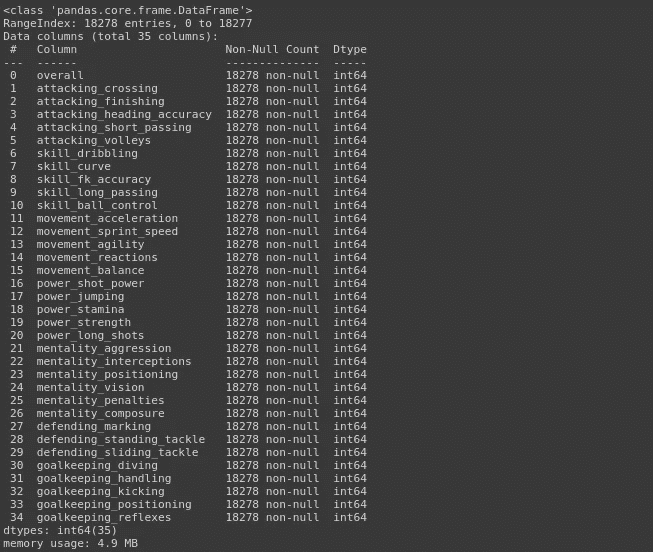 <class 'pandas.core.frame.DataFrame'>
RangeIndex: 18278 entries, 0 to 18277
Data columns (total 35 columns):
 #   Column                      Non-Null Count  Dtype
---  ------                      --------------  -----
 0   overall                     18278 non-null  int64
 1   attacking_crossing          18278 non-null  int64
 2   attacking_finishing         18278 non-null  int64
 3   attacking_heading_accuracy  18278 non-null  int64
 4   attacking_short_passing     18278 non-null  int64
 5   attacking_volleys           18278 non-null  int64
 6   skill_dribbling             18278 non-null  int64
 7   skill_curve                 18278 non-null  int64
 8   skill_fk_accuracy           18278 non-null  int64
 9   skill_long_passing          18278 non-null  int64
 10  skill_ball_control          18278 non-null  int64
 11  movement_acceleration       18278 non-null  int64
 12  movement_sprint_speed       18278 non-null  int64
 13  movement_agility            18278 non-null  int64
 14  movement_reactions          18278 non-null  int64
 15  movement_balance            18278 non-null  int64
 16  power_shot_power            18278 non-null  int64
 17  power_jumping               18278 non-null  int64
 18  power_stamina               18278 non-null  int64
 19  power_strength              18278 non-null  int64
 20  power_long_shots            18278 non-null  int64
 21  mentality_aggression        18278 non-null  int64
 22  mentality_interceptions     18278 non-null  int64
 23  mentality_positioning       18278 non-null  int64
 24  mentality_vision            18278 non-null  int64
 25  mentality_penalties         18278 non-null  int64
 26  mentality_composure         18278 non-null  int64
 27  defending_marking           18278 non-null  int64
 28  defending_standing_tackle   18278 non-null  int64
 29  defending_sliding_tackle    18278 non-null  int64
 30  goalkeeping_diving          18278 non-null  int64
 31  goalkeeping_handling        18278 non-null  int64
 32  goalkeeping_kicking         18278 non-null  int64
 33  goalkeeping_positioning     18278 non-null  int64
 34  goalkeeping_reflexes        18278 non-null  int64
dtypes: int64(35)
memory usage: 4.9 MB